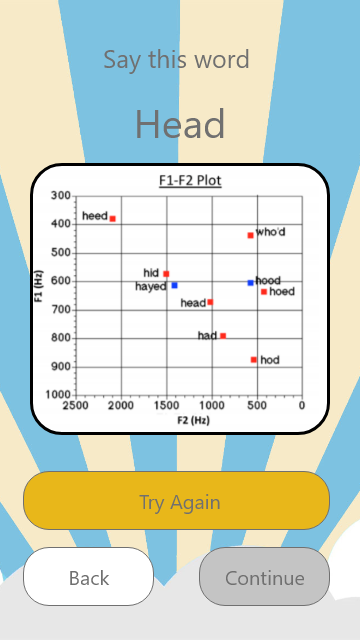 Say this word
Head
F1-F2 Plot
300
400
500
600
700
800
900
1000
F1 (Hz)
heed
who'd
hid
hayed
hood
hoed
head
had
hod
2500 2000 1500 1000 500 0
F2 (Hz)
Try Again
Back Continue